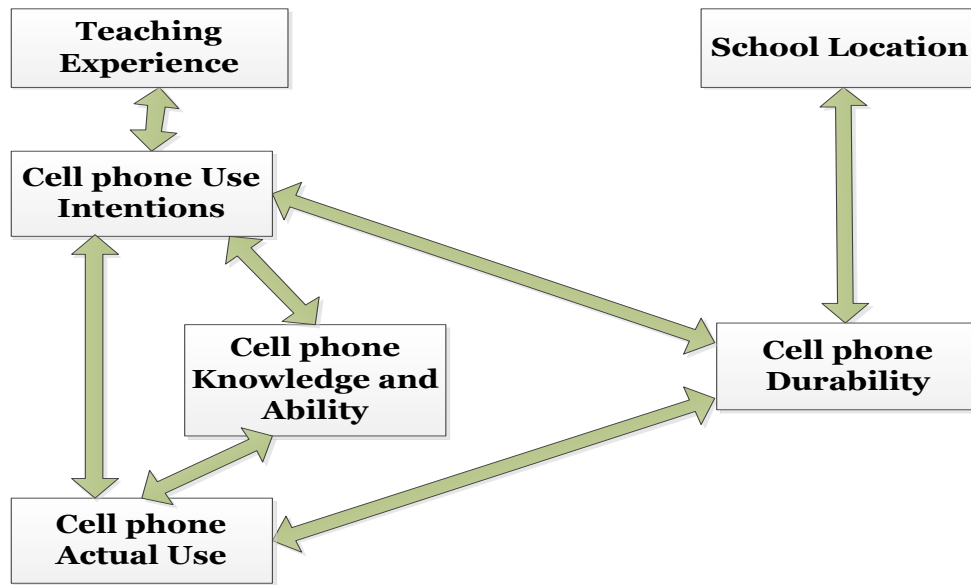 Teaching
Experience
School Location
Cell phone Use
Intentions
Cell phone
Knowledge and
Ability
Cell phone
Durability
Cell phone
Actual Use